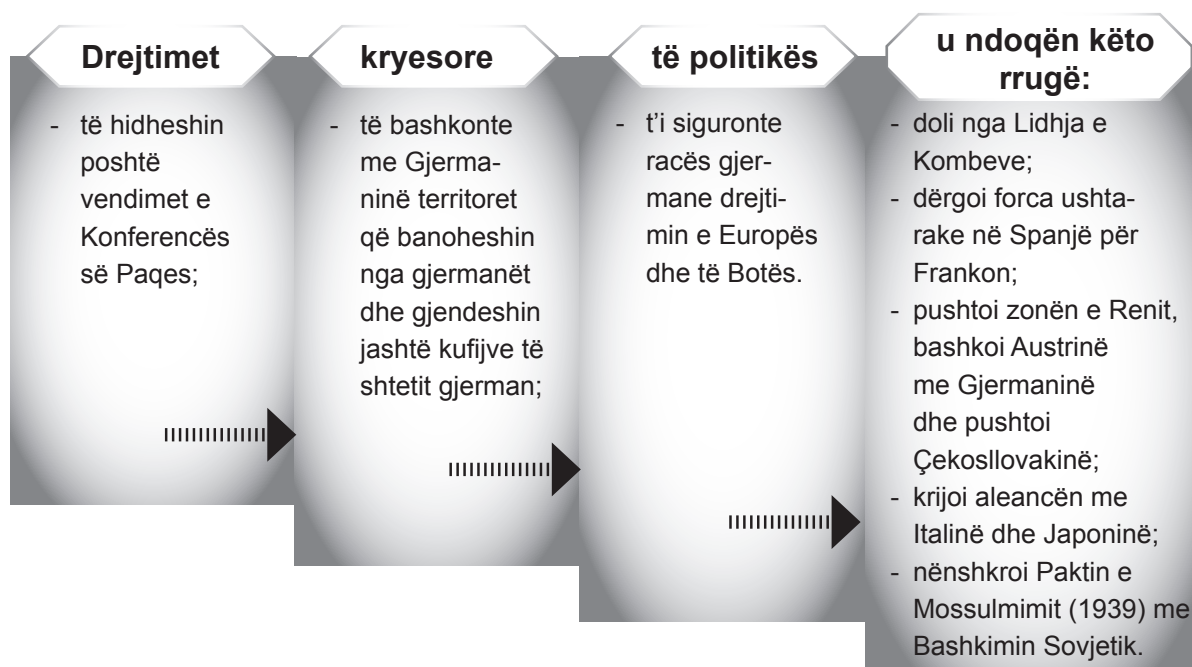 Drejtimet
- të hidheshin
poshtë
vendimet e
Konferencës
së Paqes;
kryesore
- të bashkonte
me Gjerma-
ninë territoret
që banoheshin
nga gjermanët
dhe gjendeshin
jashtë kufijve të
shtetit gjerman;
të politikës
- t'i siguronte
racës gjer-
mane drejti-
min e Europës
dhe të Botës.
u ndoqën këto
rrugë:
- doli nga Lidhja e
Kombeve;
- dërgoi forca ushta-
rake në Spanjë për
Frankon;
- pushtoi zonën e Renit,
bashkoi Austrinë
me Gjermaninë
dhe pushtoi
Çekosllovakinë;
- krijoi aleancën me
Italinë dhe Japoninë;
- nënshkroi Paktin e
Mossulmimit (1939) me
Bashkimin Sovjetik.